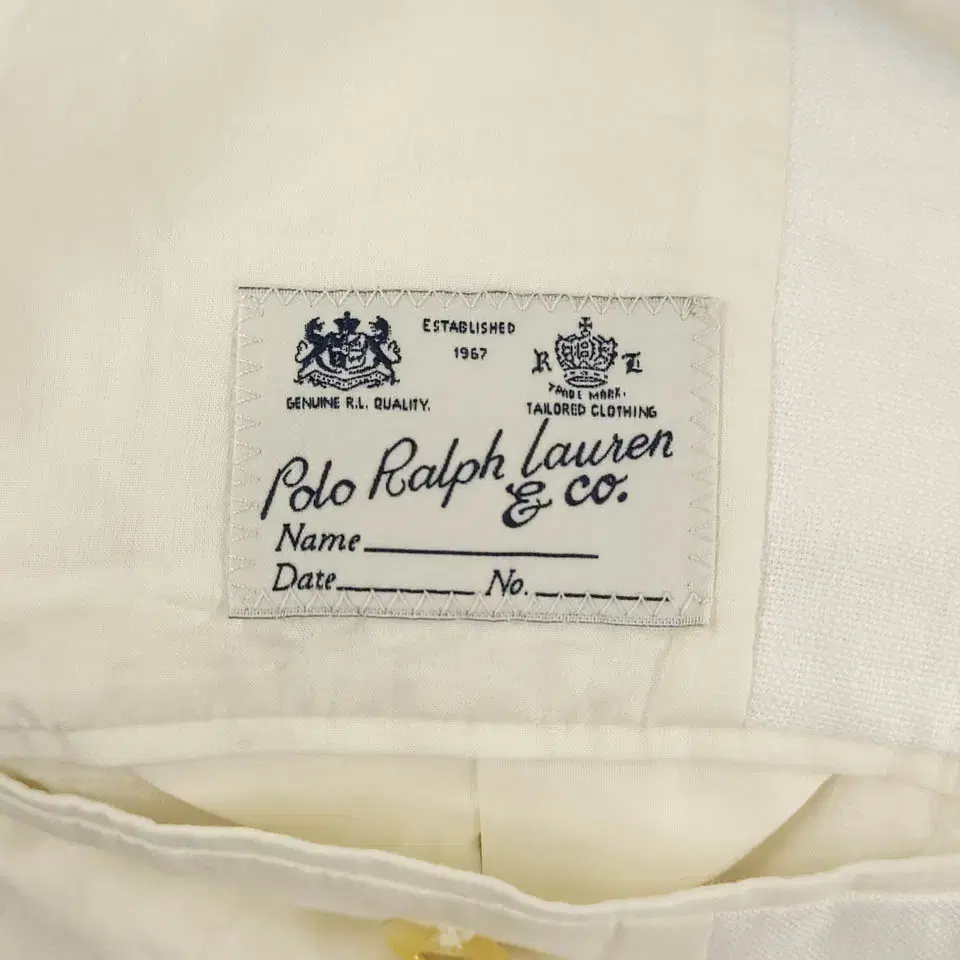 ESTABLISHED
1967
GENUINE R.L. QUALITY.
R L
TRADE MARK.
TAILORED CLOTHING
Polo Ralph Lauren
& co.
Name
Date No.